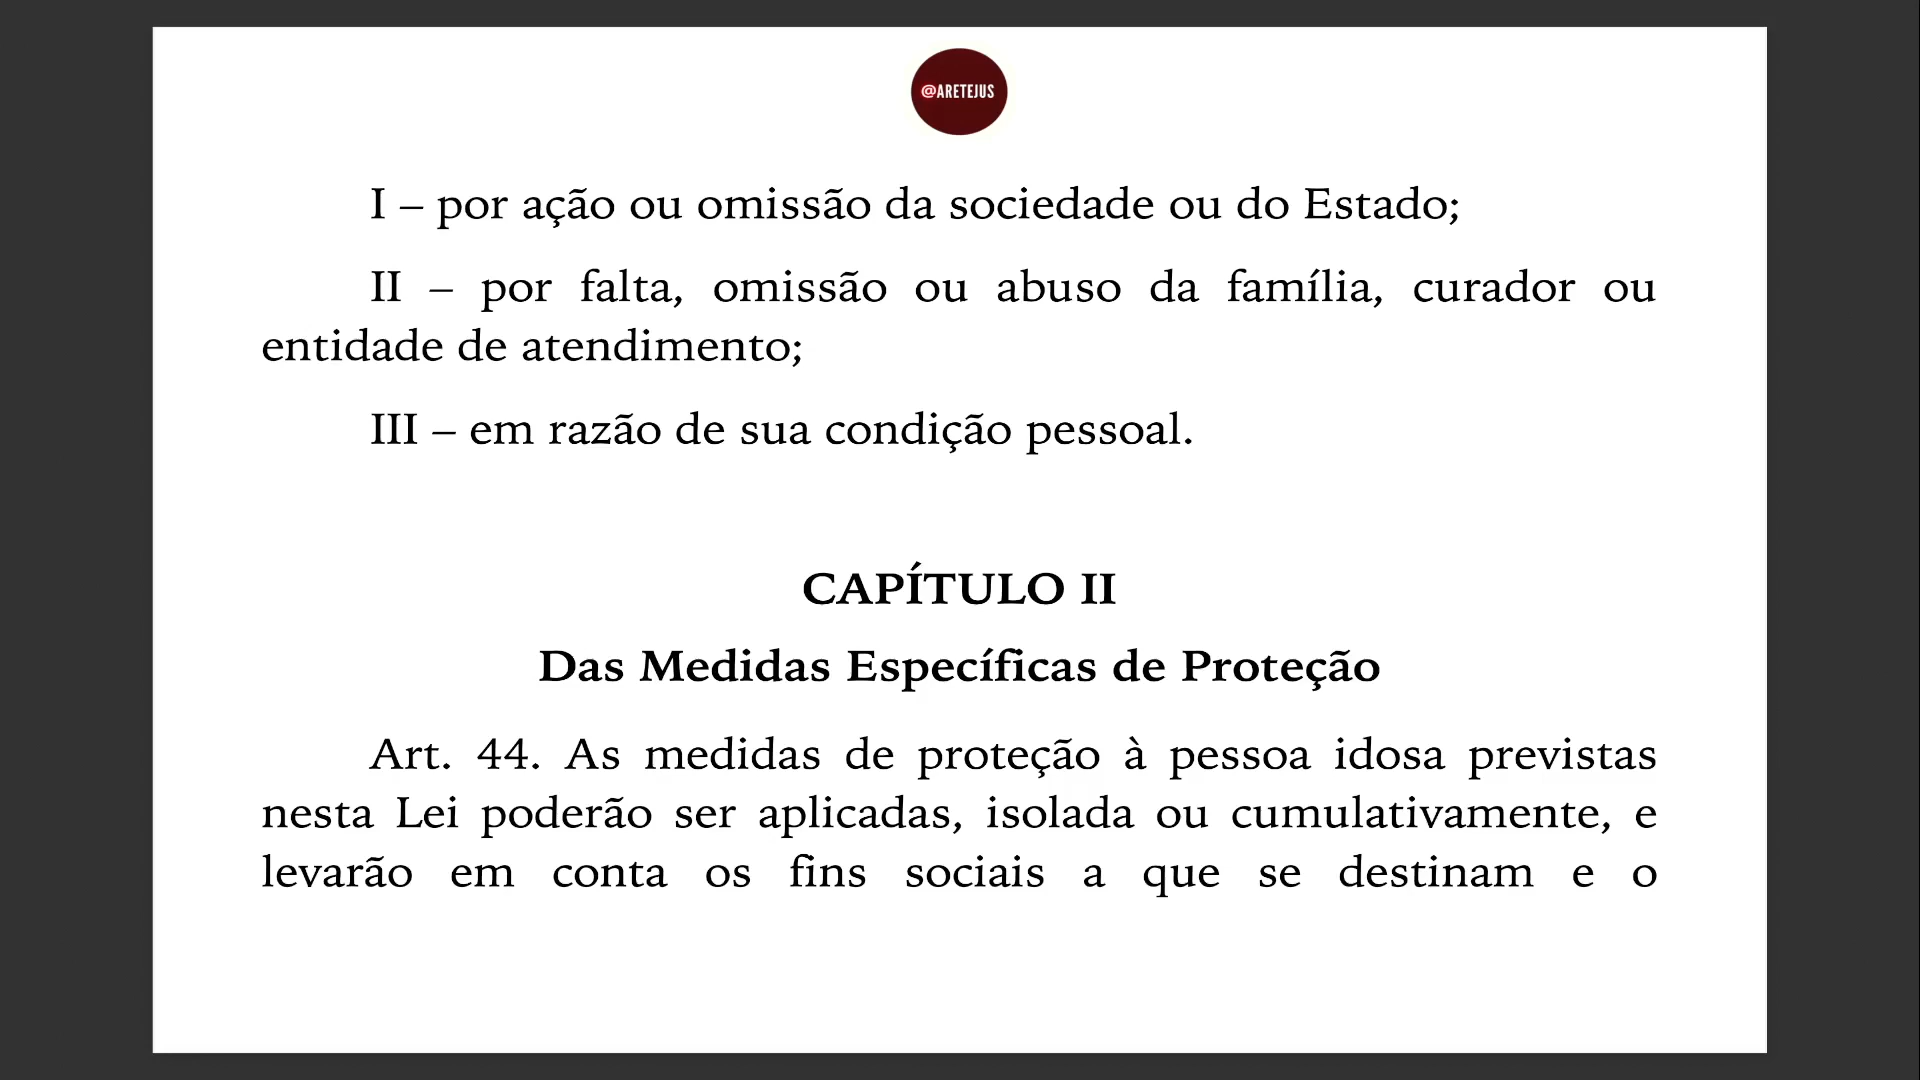 @ARETEJUS
I – por ação ou omissão da sociedade ou do Estado;
II – por falta, omissão ou abuso da família, curador ou
entidade de atendimento;
III – em razão de sua condição pessoal.
CAPÍTULO II
Das Medidas Específicas de Proteção
Art. 44. As medidas de proteção à pessoa idosa previstas
nesta Lei poderão ser aplicadas, isolada ou cumulativamente, e
levarão em conta os fins sociais a que se destinam e o